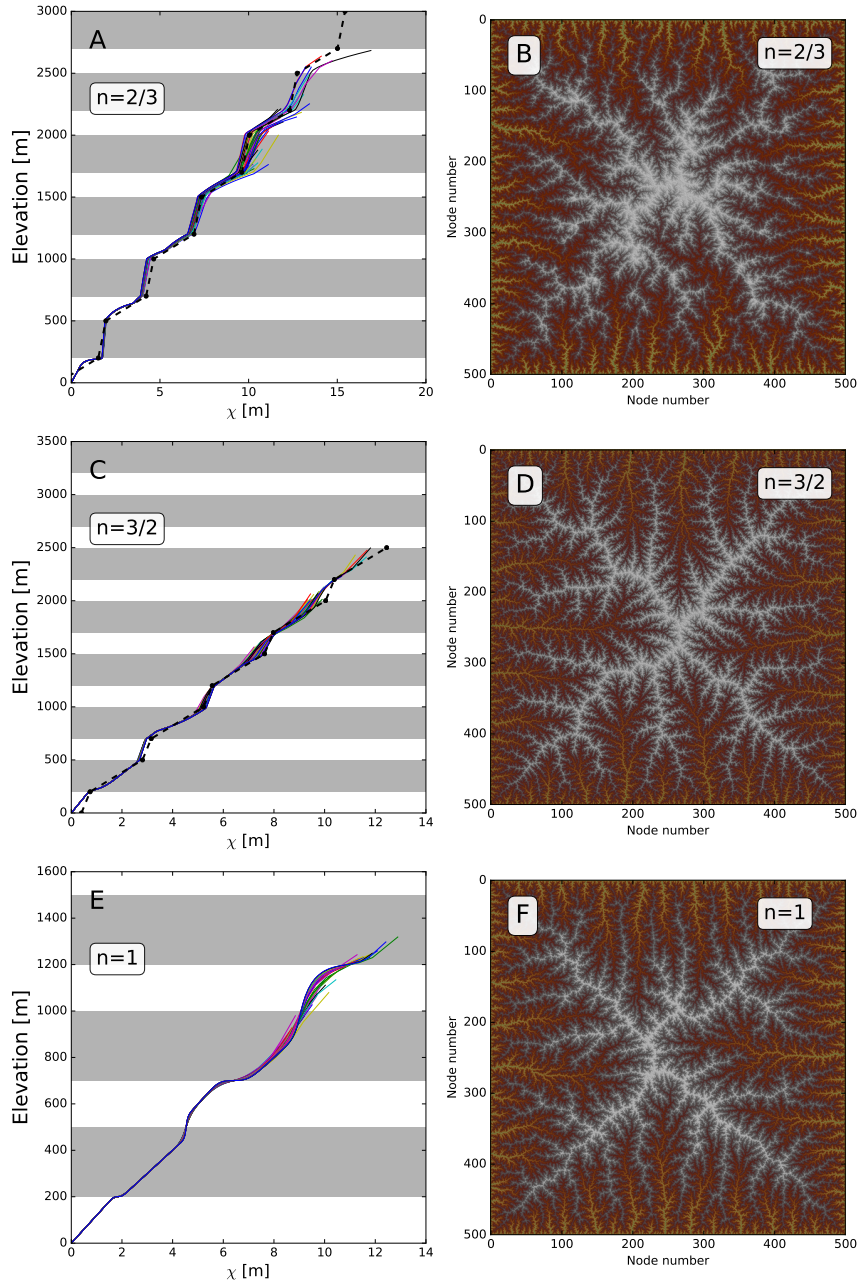 A
n=2/3
Elevation [m]
3000
2500
2000
1500
1000
500
0
0 5 10 15 20
χ [m]
B
n=2/3
Node number
0
100
200
300
400
500
0 100 200 300 400 500
Node number
C
n=3/2
Elevation [m]
3500
3000
2500
2000
1500
1000
500
0
0 2 4 6 8 10 12 14
χ [m]
D
n=3/2
Node number
0
100
200
300
400
500
0 100 200 300 400 500
Node number
E
n=1
Elevation [m]
1600
1400
1200
1000
800
600
400
200
0
0 2 4 6 8 10 12 14
χ [m]
F
n=1
Node number
0
100
200
300
400
500
0 100 200 300 400 500
Node number